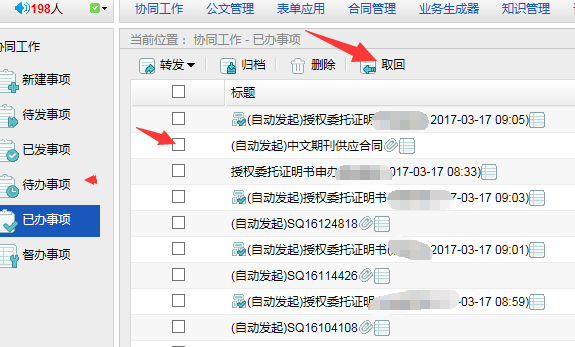 198人 协同工作 公文管理 表单应用 合同管理 业务生成器 知识管理
协同工作
当前位置： 协同工作 - 已办事项
转发 归档 删除 取回
新建事项
待发事项
已发事项
待办事项
已办事项
督办事项
标题
(自动发起)授权委托证明 2017-03-17 09:05)
(自动发起)中文期刊供应合同
授权委托证明书申办 017-03-17 08:33)
(自动发起)授权委托证明书 7-03-17 09:03)
(自动发起)SQ16124818
(自动发起)授权委托证明书( 2017-03-17 09:01)
(自动发起)SQ16114426
(自动发起)授权委托证明 -03-17 08:59)
(自动发起)SQ16104108